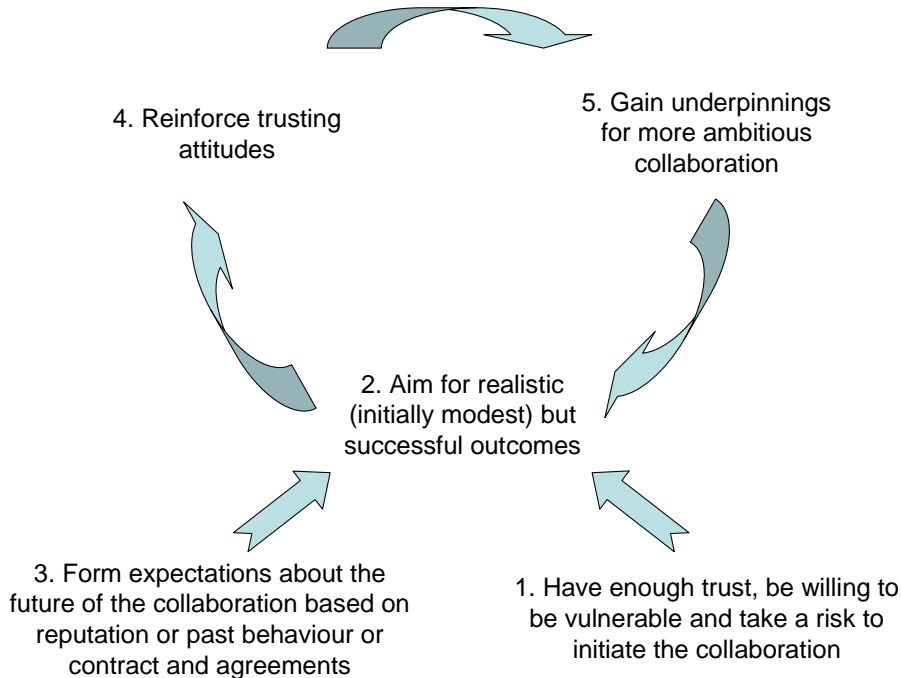 4. Reinforce trusting
attitudes
5. Gain underpinnings
for more ambitious
collaboration
2. Aim for realistic
(initially modest) but
successful outcomes
3. Form expectations about the
future of the collaboration based on
reputation or past behaviour or
contract and agreements
1. Have enough trust, be willing to
be vulnerable and take a risk to
initiate the collaboration